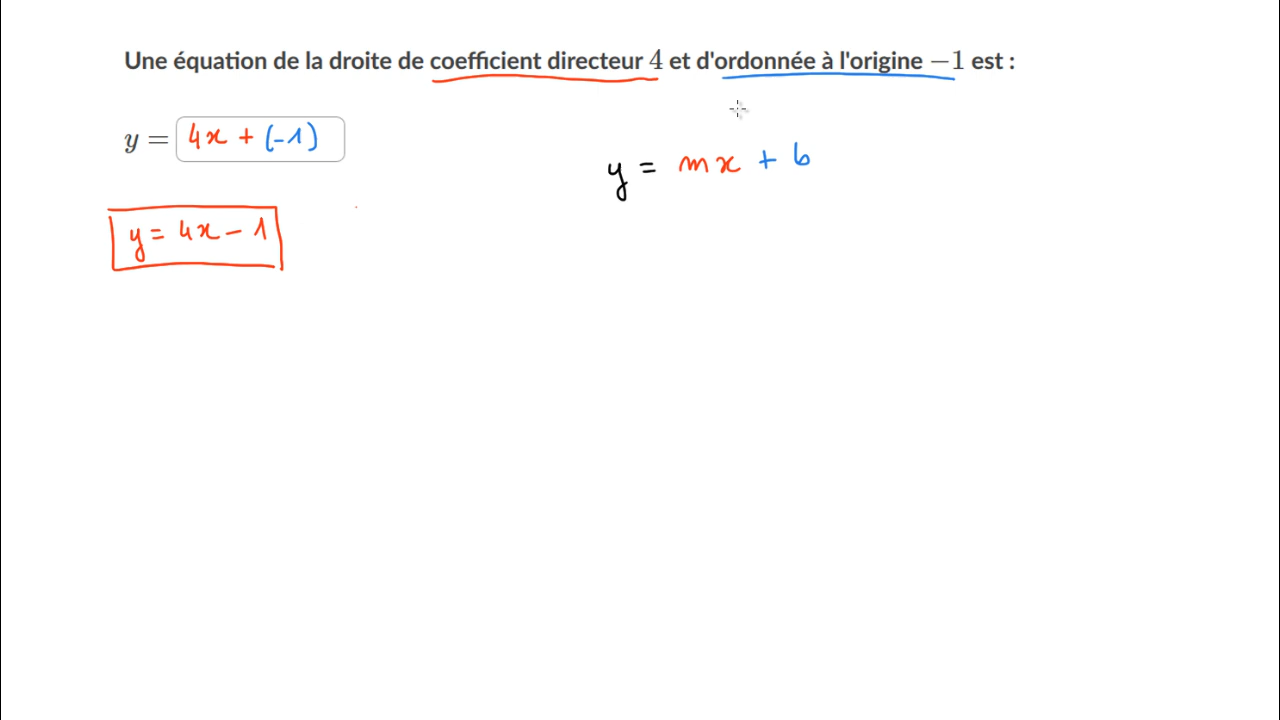 Une équation de la droite de coefficient directeur 4 et d'ordonnée à l'origine −1 est :
y = 4x + (-1)
y = mx + b
y = 4x - 1